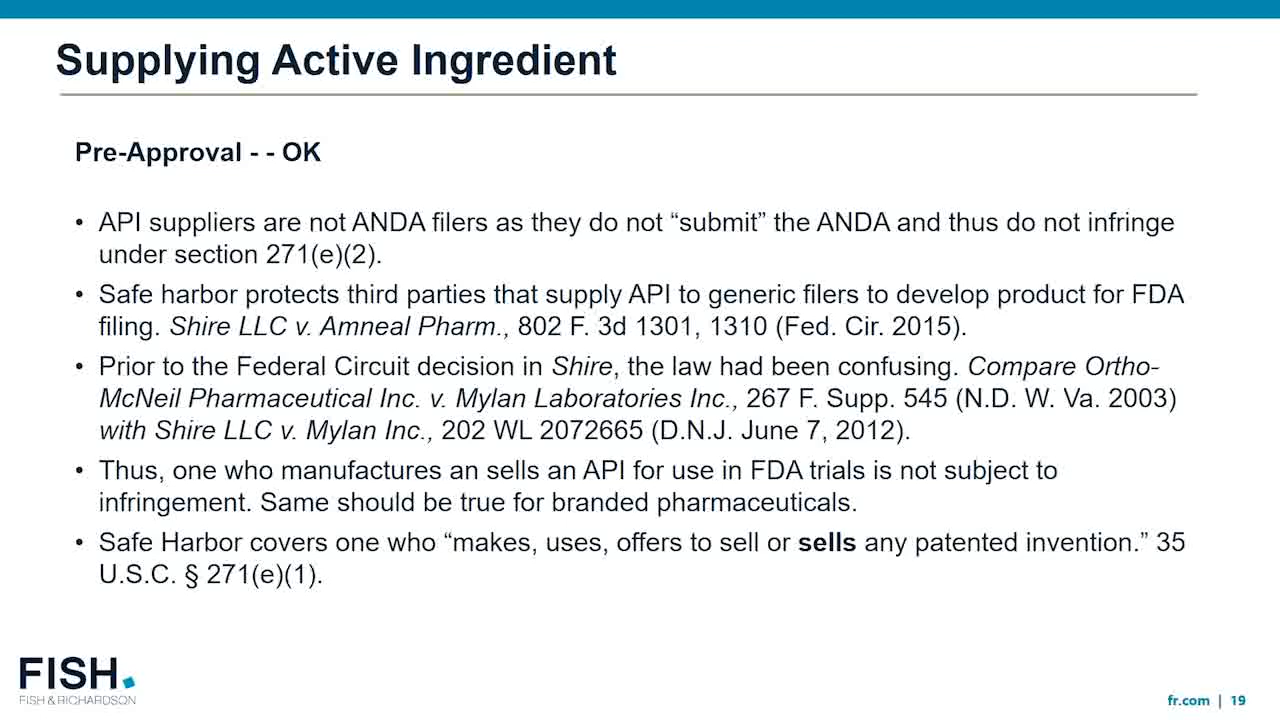 Supplying Active Ingredient
Pre-Approval - - OK
• API suppliers are not ANDA filers as they do not “submit” the ANDA and thus do not infringe
under section 271(e)(2).
• Safe harbor protects third parties that supply API to generic filers to develop product for FDA
filing. Shire LLC v. Amneal Pharm., 802 F. 3d 1301, 1310 (Fed. Cir. 2015).
• Prior to the Federal Circuit decision in Shire, the law had been confusing. Compare Ortho-
McNeil Pharmaceutical Inc. v. Mylan Laboratories Inc., 267 F. Supp. 545 (N.D. W. Va. 2003)
with Shire LLC v. Mylan Inc., 202 WL 2072665 (D.N.J. June 7, 2012).
• Thus, one who manufactures an sells an API for use in FDA trials is not subject to
infringement. Same should be true for branded pharmaceuticals.
• Safe Harbor covers one who “makes, uses, offers to sell or sells any patented invention.” 35
U.S.C. § 271(e)(1).
FISH.
FISH & RICHARDSON
fr.com | 19